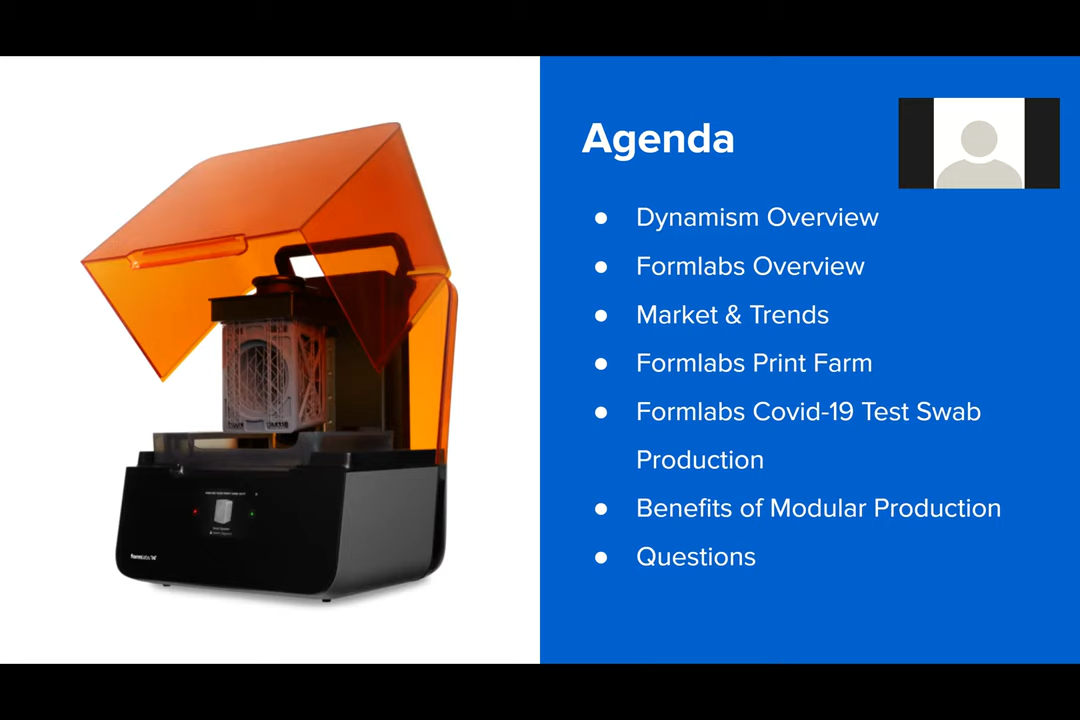 Agenda
Dynamism Overview
Formlabs Overview
Market & Trends
Formlabs Print Farm
Formlabs Covid-19 Test Swab
Production
Benefits of Modular Production
Questions